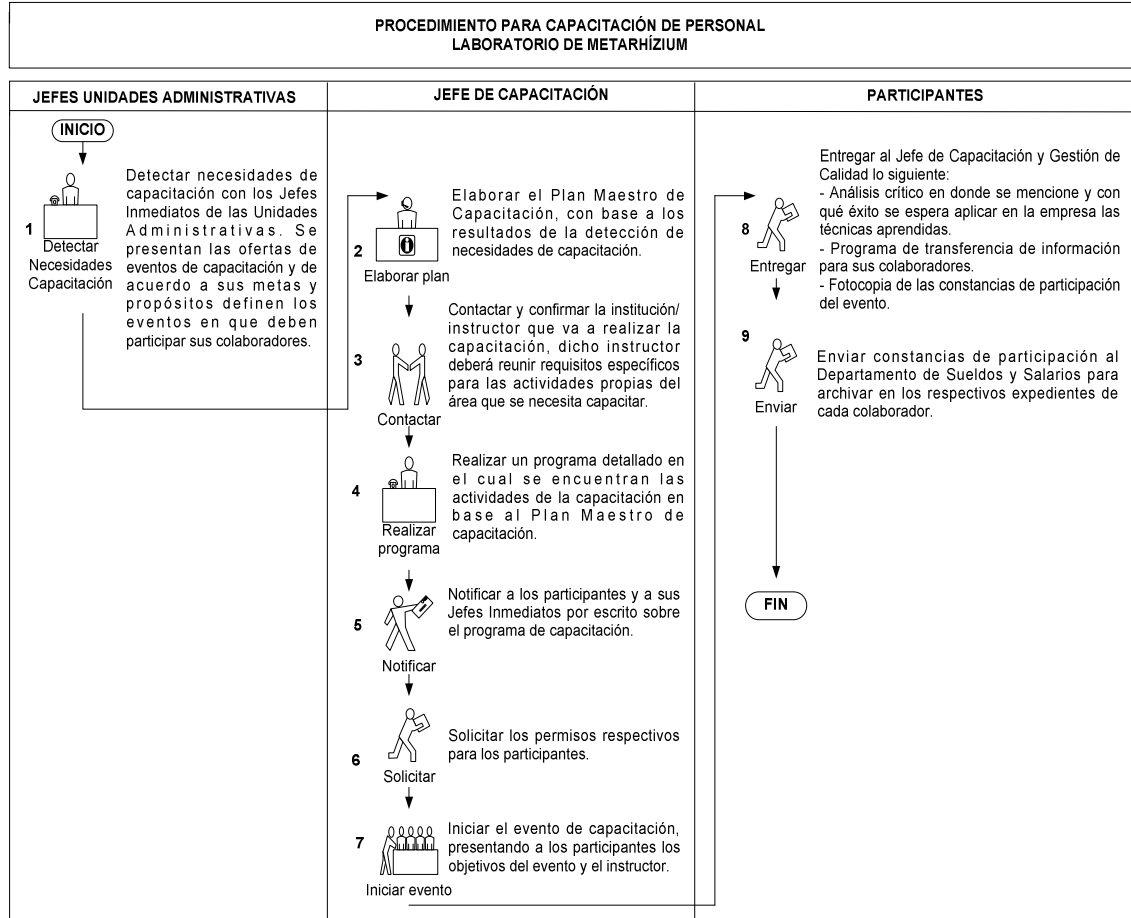 PROCEDIMIENTO PARA CAPACITACIÓN DE PERSONAL
LABORATORIO DE METARHÍZIUM
JEFES UNIDADES ADMINISTRATIVAS
INICIO
1
Detectar
Necesidades
Capacitación
Detectar necesidades de
capacitación con los Jefes
Inmediatos de las Unidades
Administrativas. Se
presentan las ofertas de
eventos de capacitación y de
acuerdo a sus metas y
propósitos definen los
eventos en que deben
participar sus colaboradores.
JEFE DE CAPACITACIÓN
2
Elaborar plan
Elaborar el Plan Maestro de
Capacitación, con base a los
resultados de la detección de
necesidades de capacitación.
3
Contactar
Contactar y confirmar la institución/
instructor que va a realizar la
capacitación, dicho instructor
deberá reunir requisitos específicos
para las actividades propias del
área que se necesita capacitar.
4
Realizar
programa
Realizar un programa detallado en
el cual se encuentran las
actividades de la capacitación en
base al Plan Maestro de
capacitación.
5
Notificar
Notificar a los participantes y a sus
Jefes Inmediatos por escrito sobre
el programa de capacitación.
6
Solicitar
Solicitar los permisos respectivos
para los participantes.
7
Iniciar evento
Iniciar el evento de capacitación,
presentando a los participantes los
objetivos del evento y el instructor.
PARTICIPANTES
8
Entregar
Entregar al Jefe de Capacitación y Gestión de
Calidad lo siguiente:
- Análisis crítico en donde se mencione y con
qué éxito se espera aplicar en la empresa las
técnicas aprendidas.
- Programa de transferencia de información
para sus colaboradores.
- Fotocopia de las constancias de participación
del evento.
9
Enviar
Enviar constancias de participación al
Departamento de Sueldos y Salarios para
archivar en los respectivos expedientes de
cada colaborador.
FIN